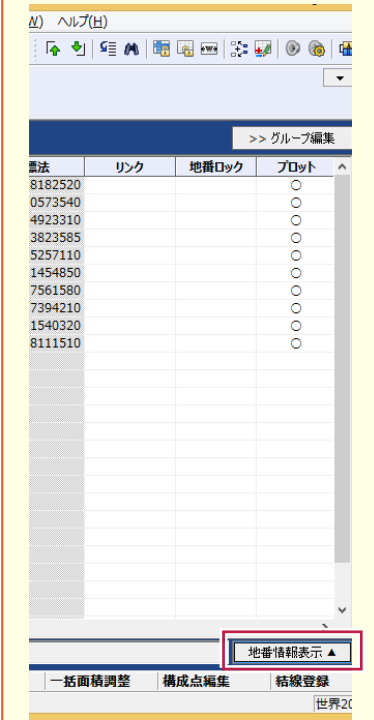 W) ヘルプ(H)
>> グループ編集
標法 リンク 地番ロック プロット
8182520 ○
0573540 ○
4923310 ○
3823585 ○
5257110 ○
1454850 ○
7561580 ○
7394210 ○
1540320 ○
8111510 ○
地番情報表示 ▲
一括面積調整 構成点編集 結線登録
世界20